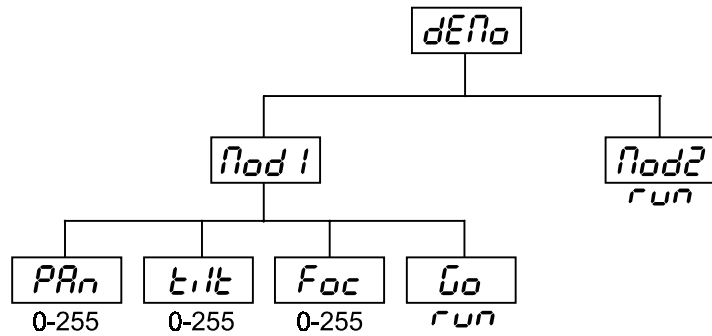 dEMo
Mod1 Mod2
run
PAn tilt Foc Go
0-255 0-255 0-255 run